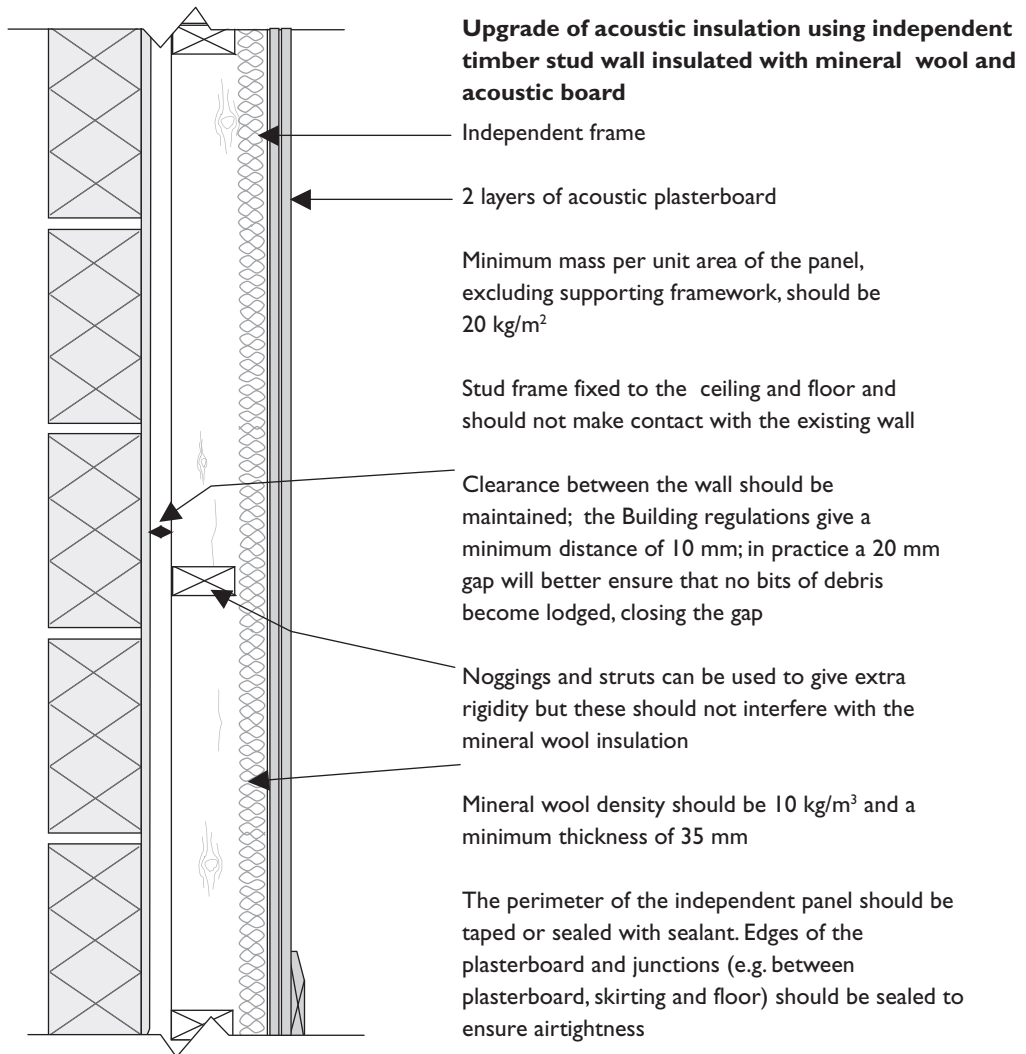 Upgrade of acoustic insulation using independent
timber stud wall insulated with mineral wool and
acoustic board
Independent frame
2 layers of acoustic plasterboard
Minimum mass per unit area of the panel,
excluding supporting framework, should be
20 kg/m²
Stud frame fixed to the ceiling and floor and
should not make contact with the existing wall
Clearance between the wall should be
maintained; the Building regulations give a
minimum distance of 10 mm; in practice a 20 mm
gap will better ensure that no bits of debris
become lodged, closing the gap
Noggings and struts can be used to give extra
rigidity but these should not interfere with the
mineral wool insulation
Mineral wool density should be 10 kg/m³ and a
minimum thickness of 35 mm
The perimeter of the independent panel should be
taped or sealed with sealant. Edges of the
plasterboard and junctions (e.g. between
plasterboard, skirting and floor) should be sealed to
ensure airtightness